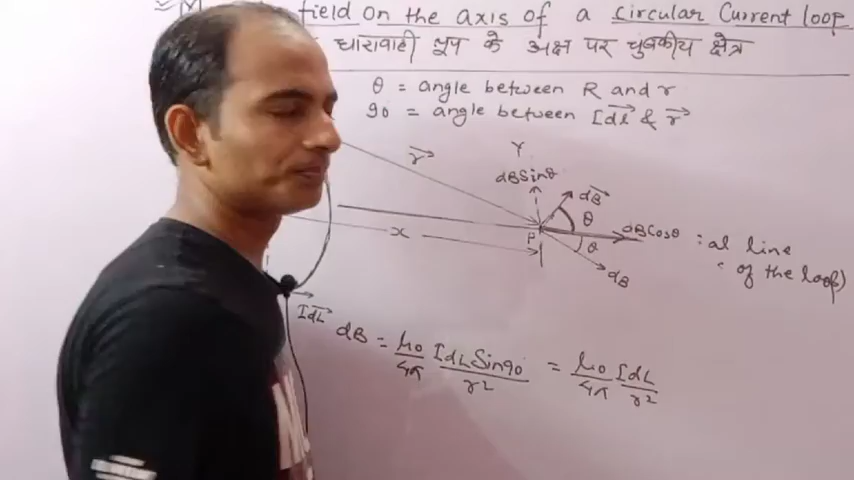 field on the axis of a Circular Current loop
धारावाही लूप के अक्ष पर चुंबकीय क्षेत्र
θ = angle between R and r
90 = angle between Idl & r
r
Y
dBSinθ
dB
θ
dBCosθ
x
P
θ
dB
al line
of the loop)
IdL
dB = μ0/4π IdLSin90/r² = μ0/4π IdL/r²